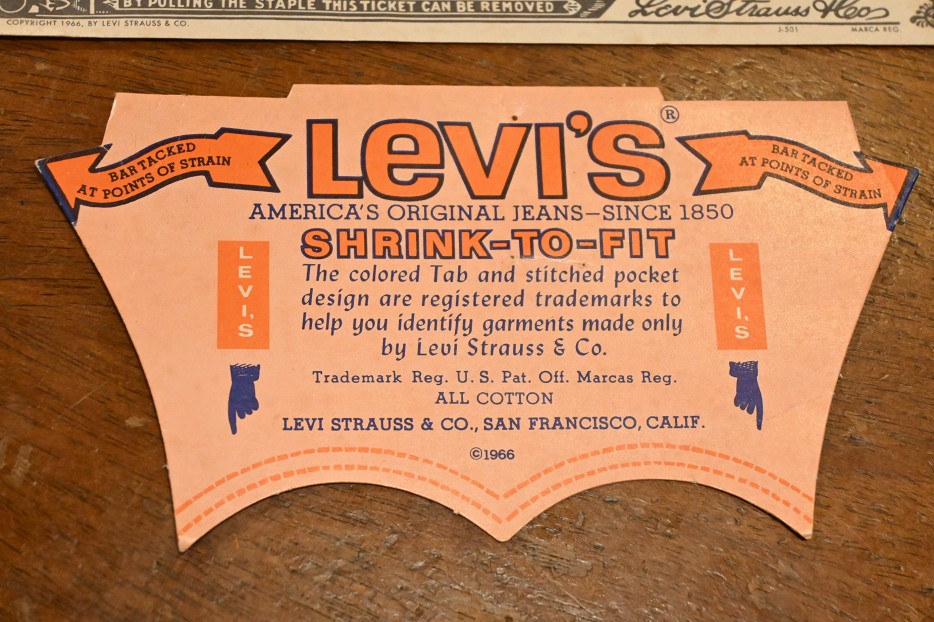 BY PULLING THE STAPLE THIS TICKET CAN BE REMOVED
Levi Strauss & Co
COPYRIGHT 1966, BY LEVI STRAUSS & CO.
J-501
MARCA REG.
LEVI'S®
BAR TACKED
AT POINTS OF STRAIN
BAR TACKED
AT POINTS OF STRAIN
AMERICA'S ORIGINAL JEANS—SINCE 1850
SHRINK-TO-FIT
LEVI'S
LEVI'S
The colored Tab and stitched pocket
design are registered trademarks to
help you identify garments made only
by Levi Strauss & Co.
Trademark Reg. U. S. Pat. Off. Marcas Reg.
ALL COTTON
LEVI STRAUSS & CO., SAN FRANCISCO, CALIF.
©1966